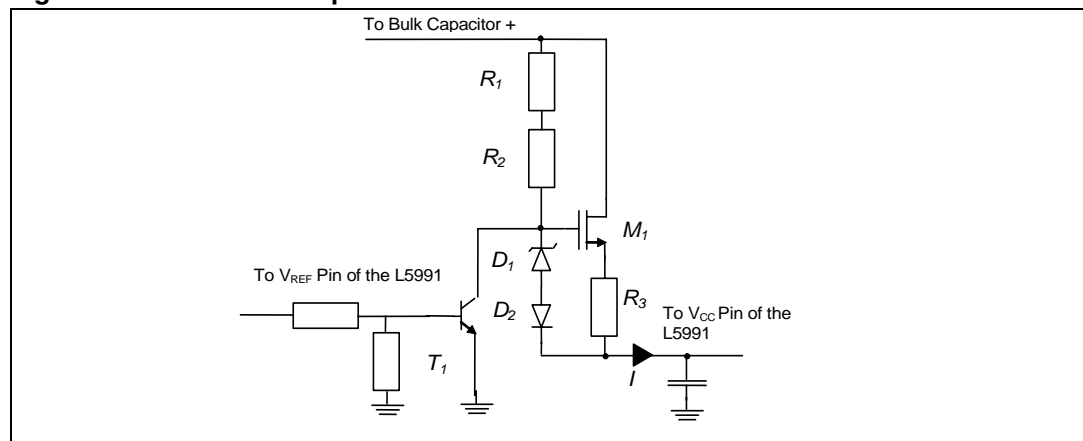 To Bulk Capacitor +
R1
R2
M1
D1
To VREF Pin of the L5991
R3
D2
To VCC Pin of the
L5991
T1
I